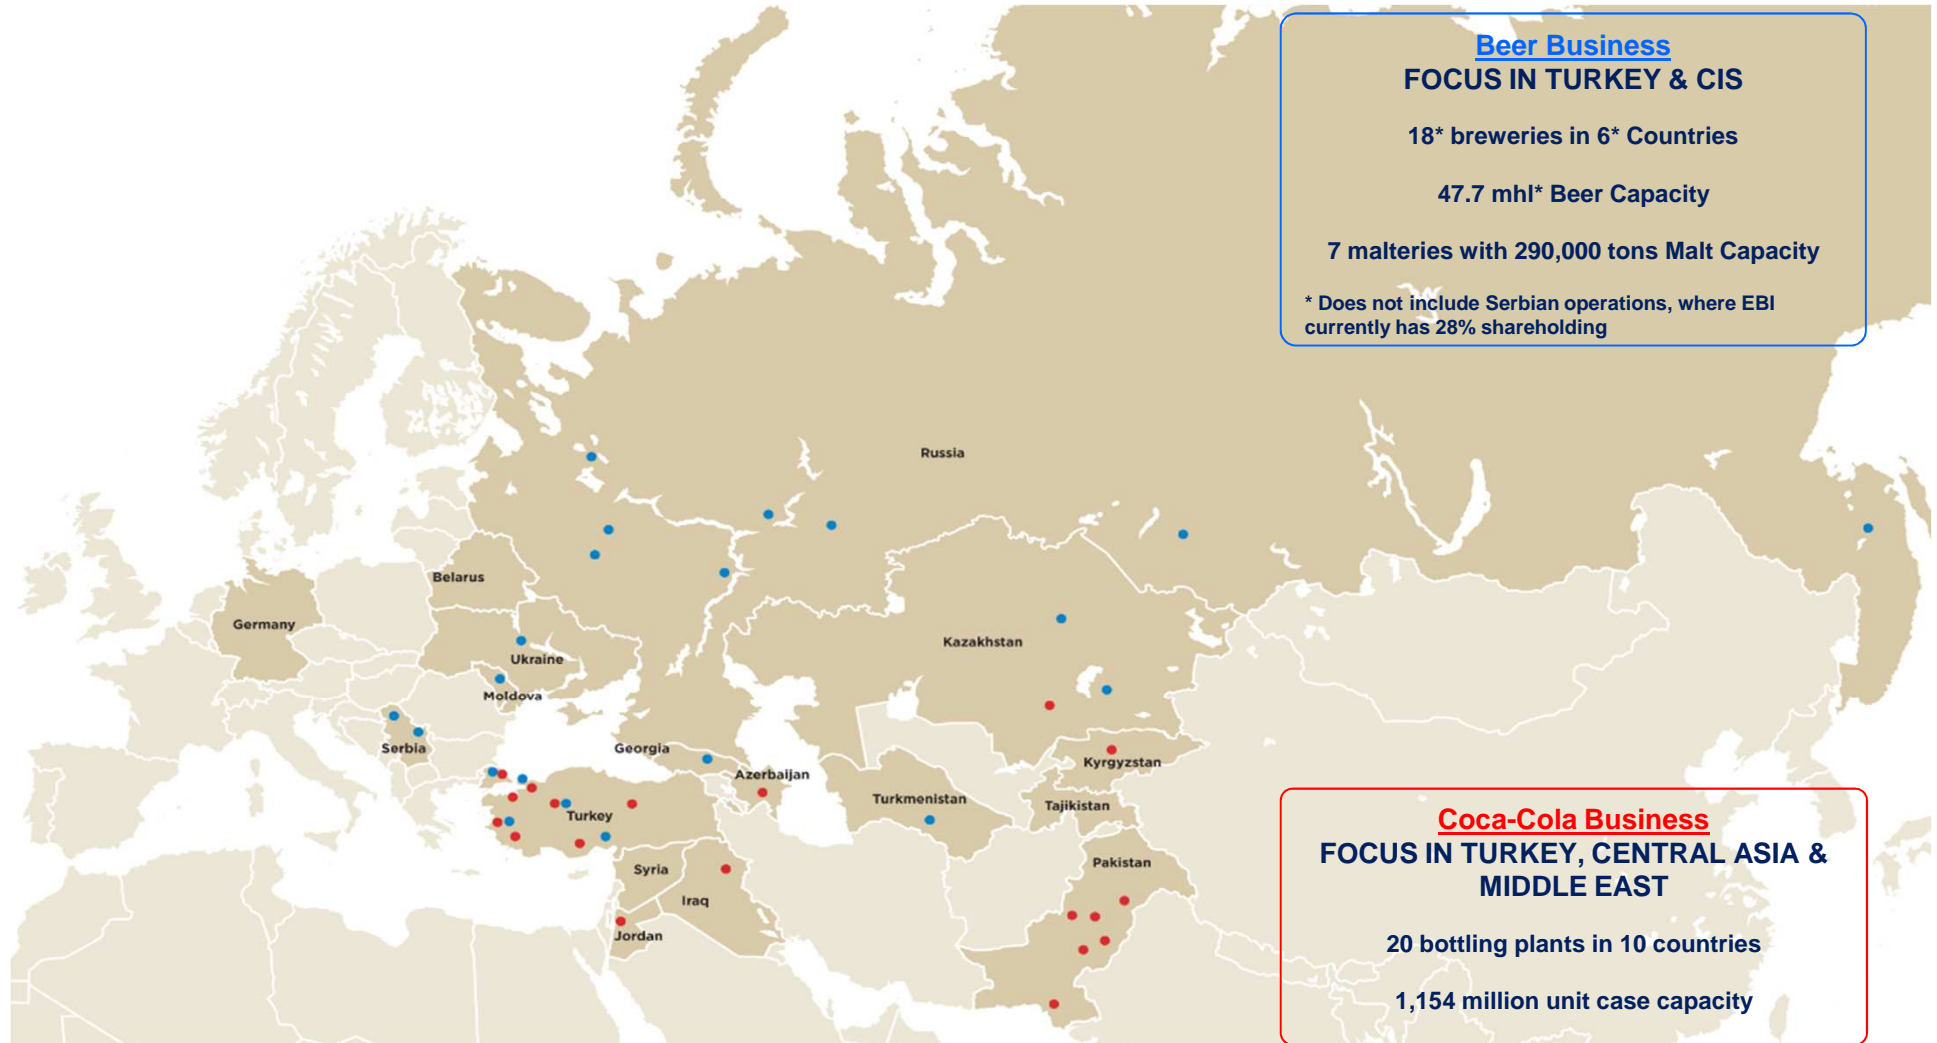 Beer Business
FOCUS IN TURKEY & CIS
18* breweries in 6* Countries
47.7 mhl* Beer Capacity
7 malteries with 290,000 tons Malt Capacity
* Does not include Serbian operations, where EBI
currently has 28% shareholding
Russia
Belarus
Germany
Ukraine
Kazakhstan
Moldova
Serbia
Georgia
Azerbaijan
Kyrgyzstan
Turkmenistan
Tajikistan
Turkey
Pakistan
Syria
Iraq
Jordan
Coca-Cola Business
FOCUS IN TURKEY, CENTRAL ASIA &
MIDDLE EAST
20 bottling plants in 10 countries
1,154 million unit case capacity